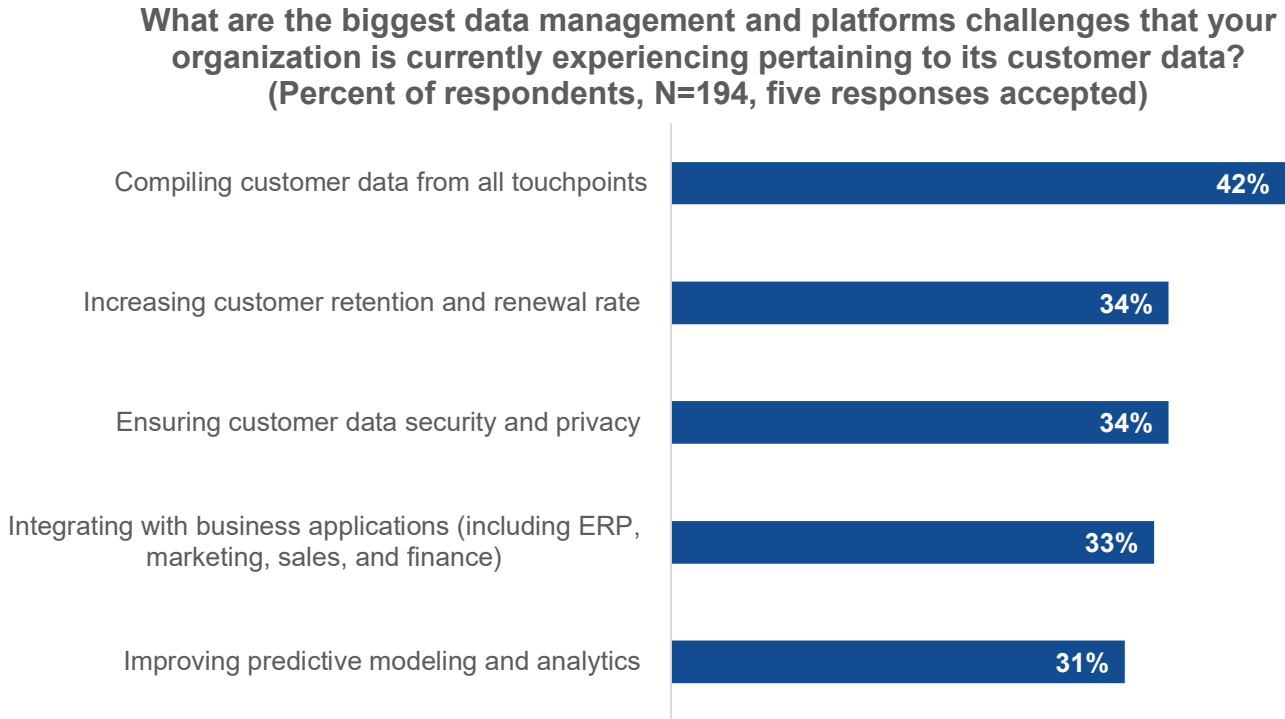 What are the biggest data management and platforms challenges that your
organization is currently experiencing pertaining to its customer data?
(Percent of respondents, N=194, five responses accepted)
Compiling customer data from all touchpoints
42%
Increasing customer retention and renewal rate
34%
Ensuring customer data security and privacy
34%
Integrating with business applications (including ERP,
marketing, sales, and finance)
33%
Improving predictive modeling and analytics
31%